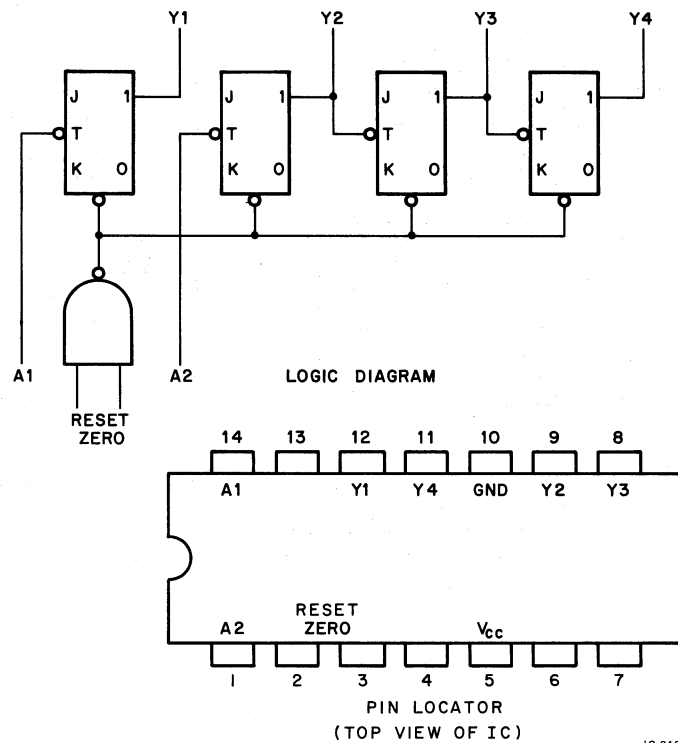 Y1 Y2 Y3 Y4
J 1 J 1 J 1 J 1
T T T T
K 0 K 0 K 0 K 0
A1 A2 LOGIC DIAGRAM
RESET
ZERO
14 13 12 11 10 9 8
A1 Y1 Y4 GND Y2 Y3
RESET
A2 ZERO VCC
1 2 3 4 5 6 7
PIN LOCATOR
(TOP VIEW OF IC)